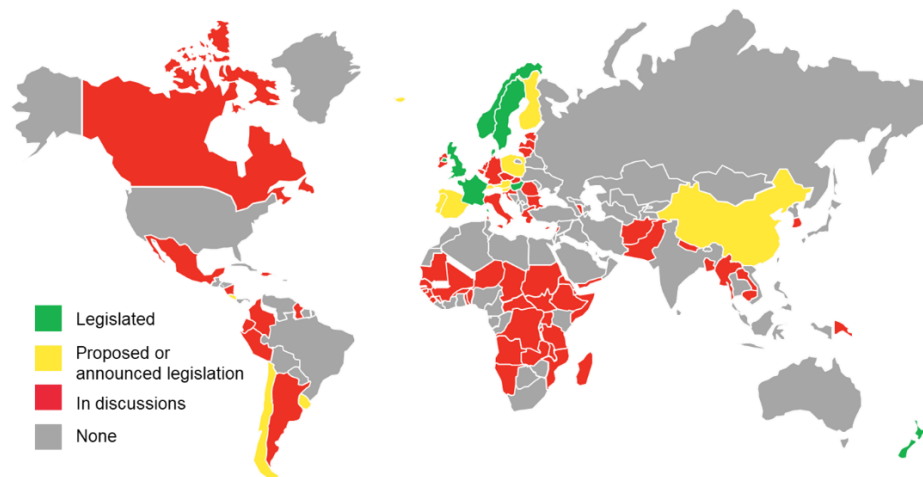 Legislated
Proposed or
announced legislation
In discussions
None